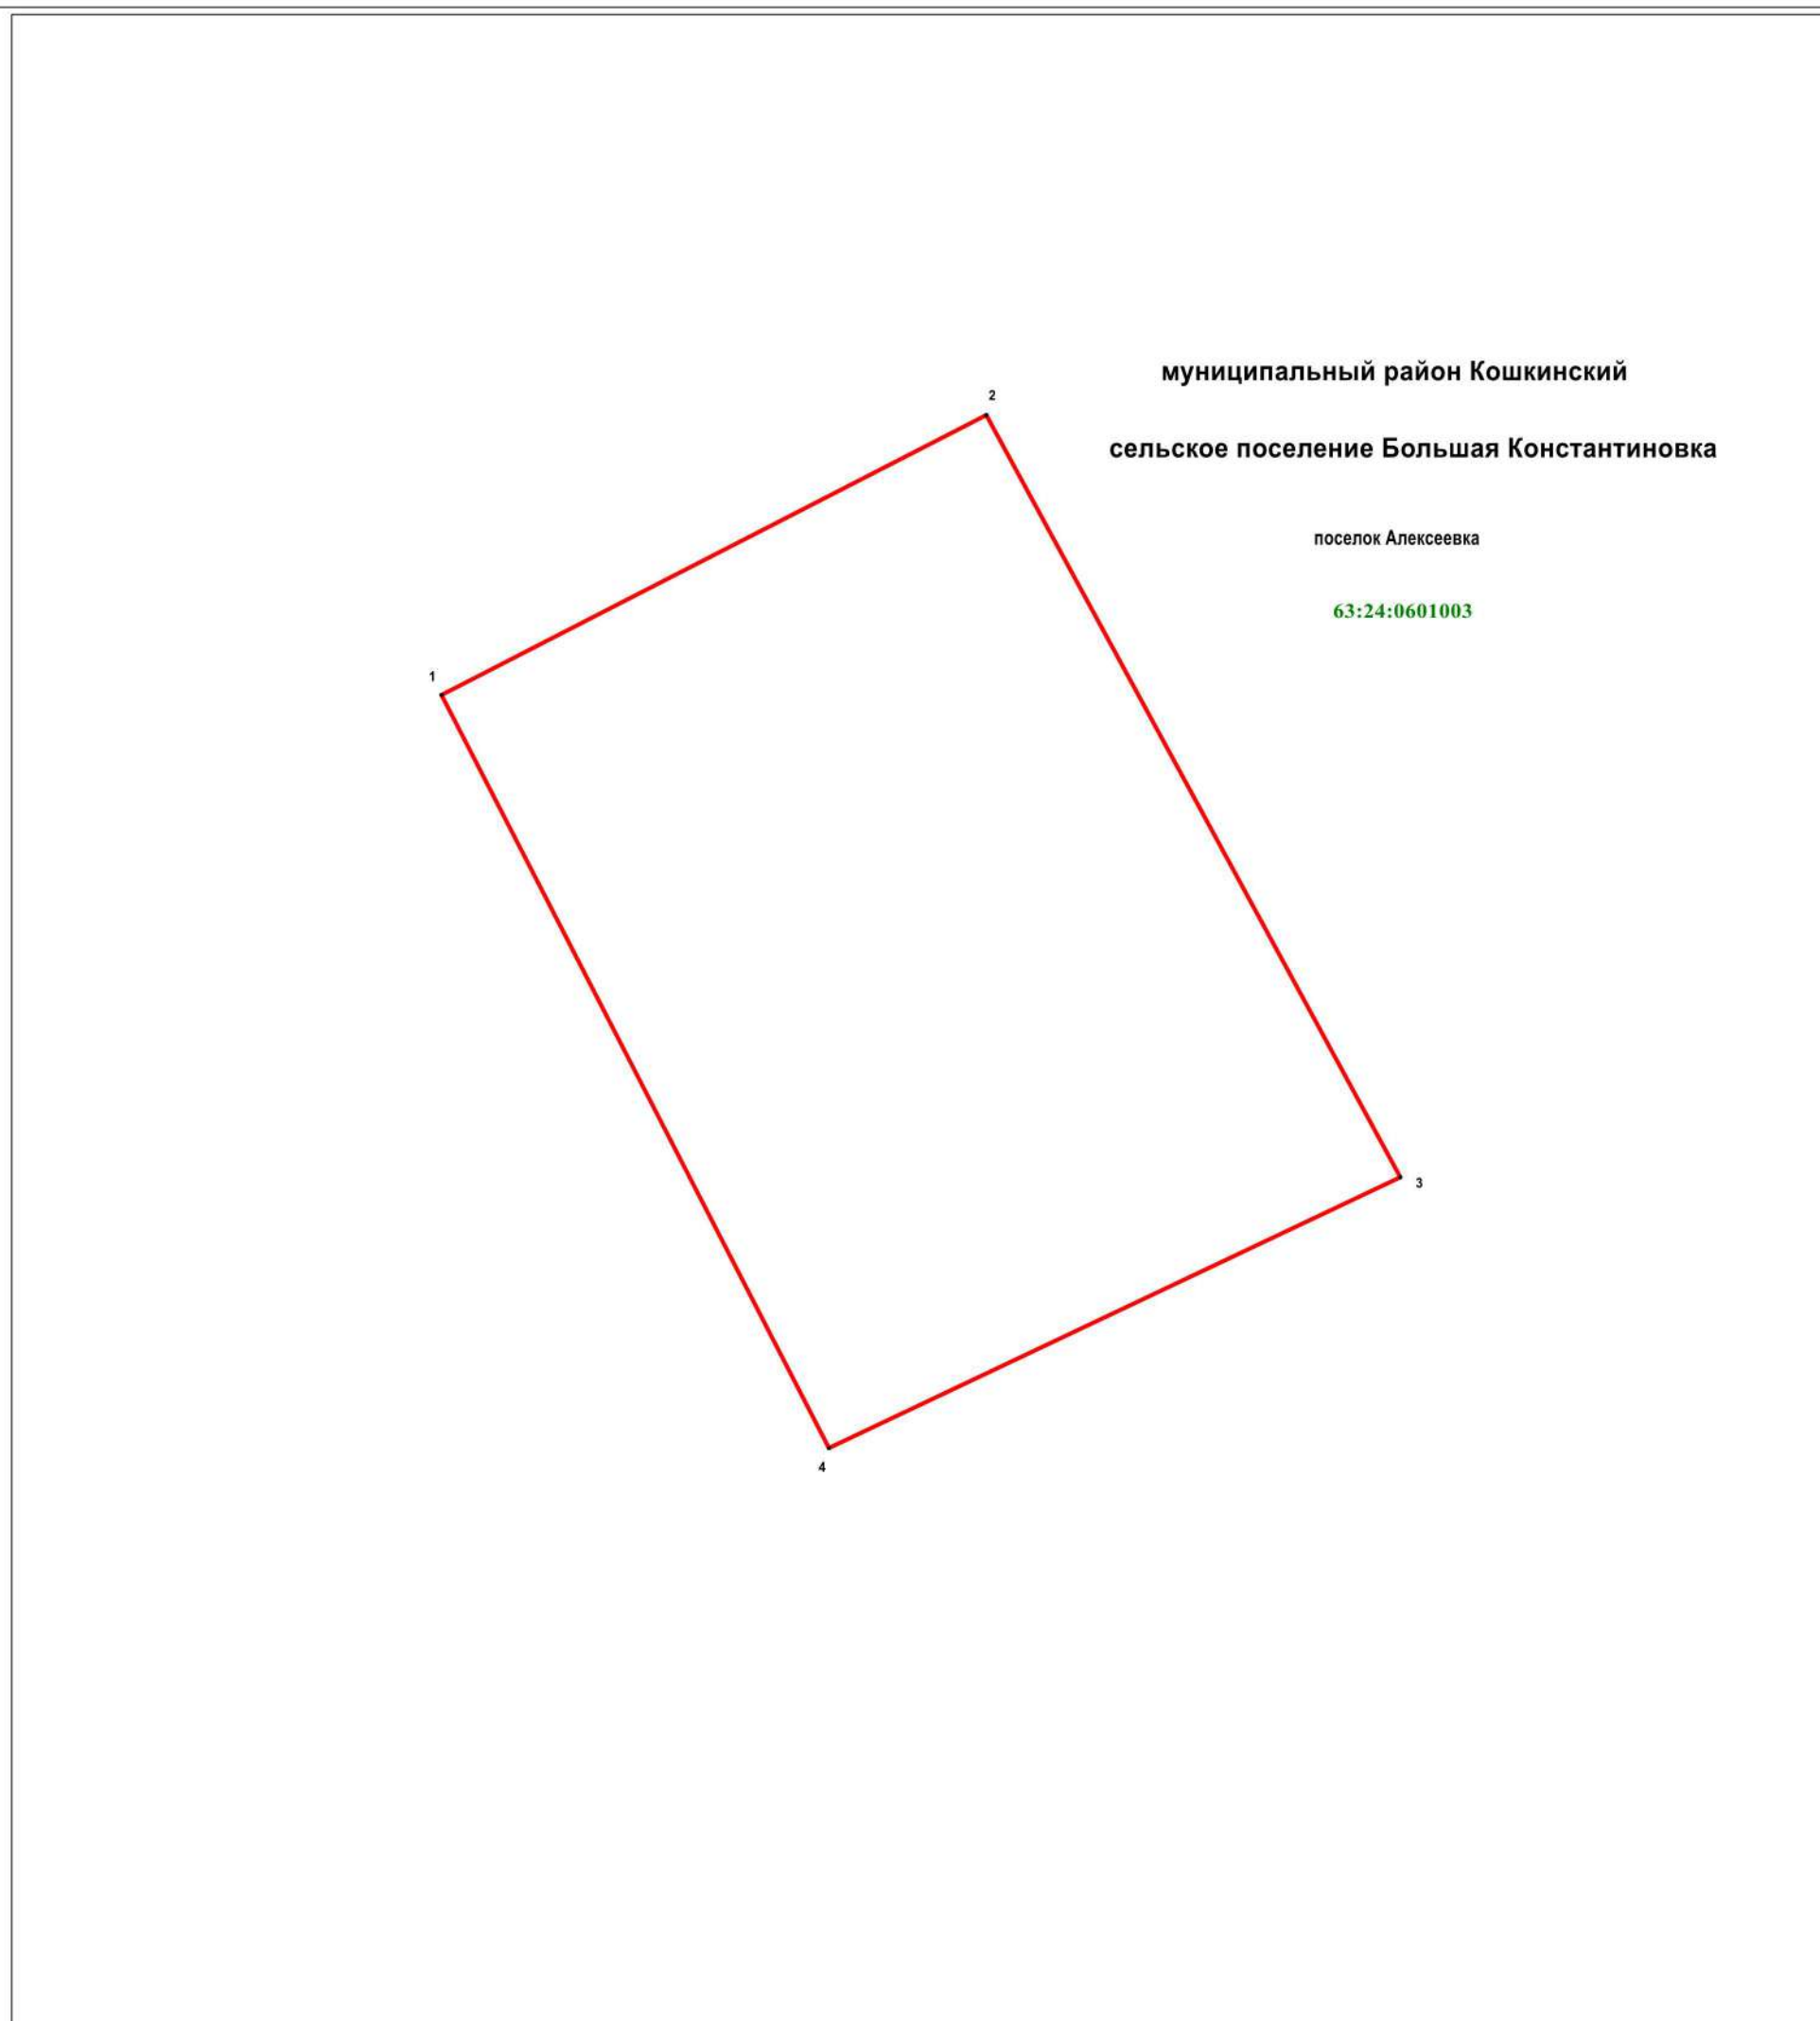 муниципальный район Кошкинский
2
сельское поселение Большая Константиновка
поселок Алексеевка
63:24:0601003
1
3
4